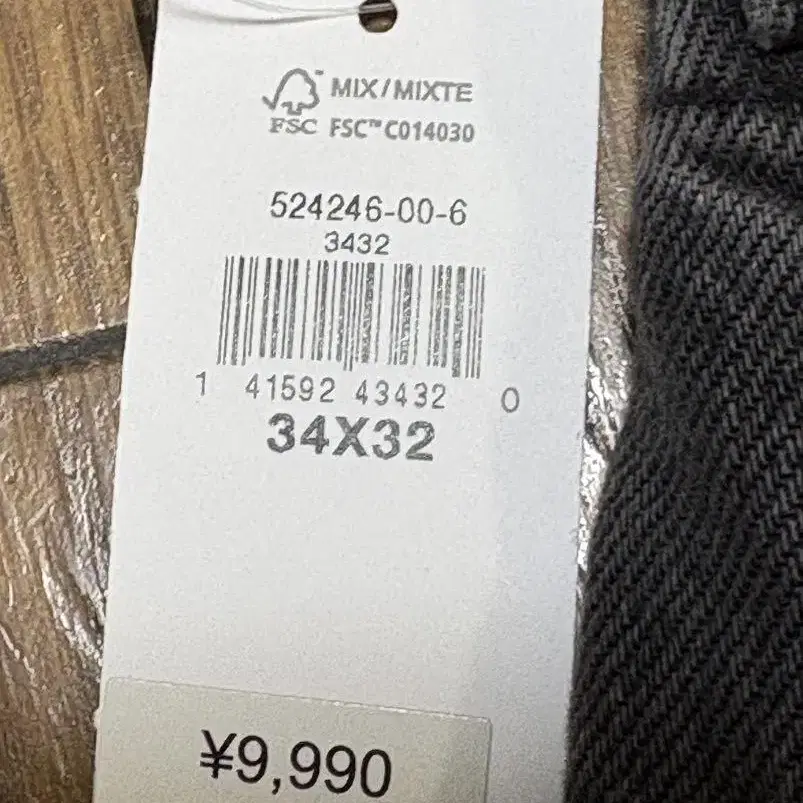 MIX/MIXTE
FSC FSC™ C014030
524246-00-6
3432
1 41592 43432 0
34X32
¥9,990